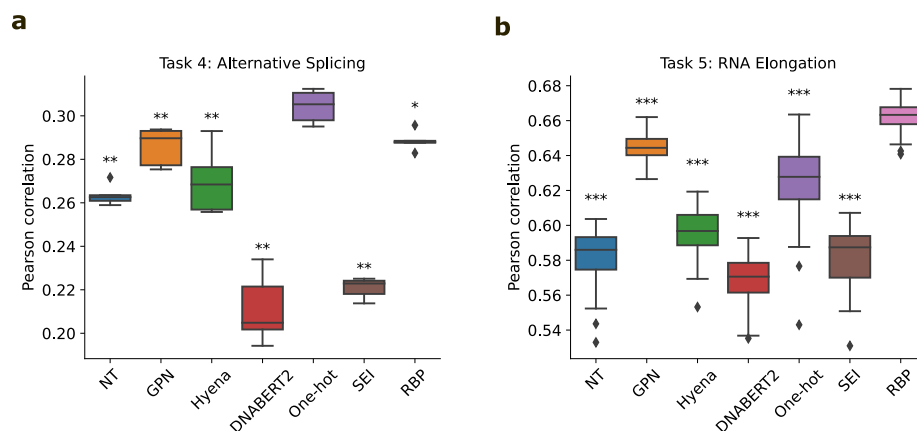 a
Task 4: Alternative Splicing
Pearson correlation
0.30
0.28
0.26
0.24
0.22
0.20
**
**
**
**
**
*
NT
GPN
Hyena
DNABERT2
One-hot
SEI
RBP
b
Task 5: RNA Elongation
Pearson correlation
0.68
0.66
0.64
0.62
0.60
0.58
0.56
0.54
***
***
***
***
***
***
NT
GPN
Hyena
DNABERT2
One-hot
SEI
RBP